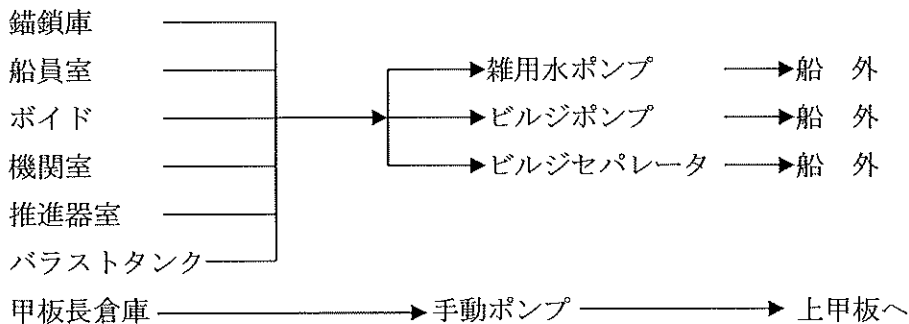 錨鎖庫
船員室
雑用水ポンプ 船 外
ボイド
ビルジポンプ 船 外
機関室
ビルジセパレータ 船 外
推進器室
バラストタンク
甲板長倉庫 手動ポンプ 上甲板へ